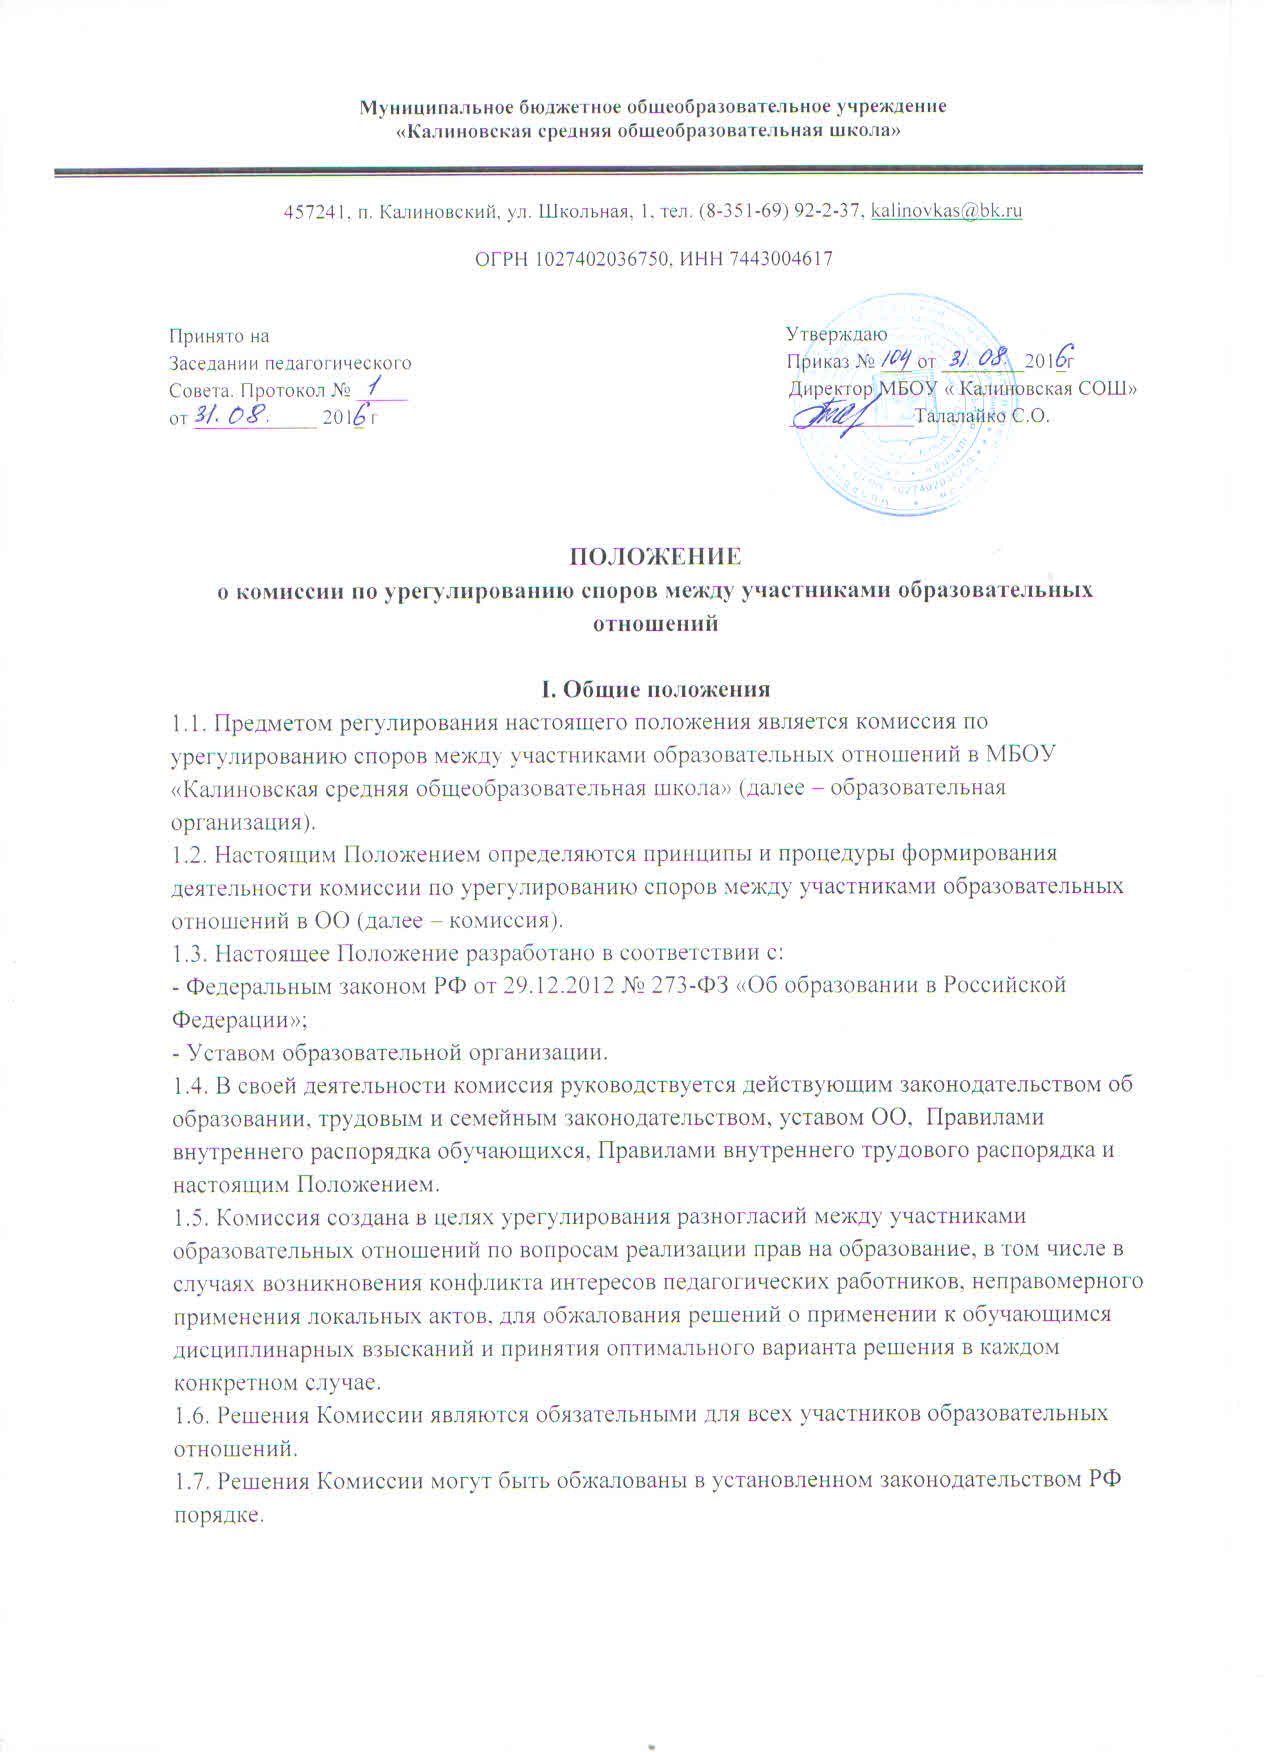 Муниципальное бюджетное общеобразовательное учреждение
«Калиновская средняя общеобразовательная школа»
457241, п. Калиновский, ул. Школьная, 1, тел. (8-351-69) 92-2-37, kalinovkas@bk.ru
ОГРН 1027402036750, ИНН 7443004617
Принято на
Заседании педагогического
Совета. Протокол № 1
от 31.08. 2016 г
Утверждаю
Приказ № 104 от 31.08. 2016г
Директор МБОУ « Калиновская СОШ»
Талалайко С.О.
ПОЛОЖЕНИЕ
о комиссии по урегулированию споров между участниками образовательных
отношений
I. Общие положения
1.1. Предметом регулирования настоящего положения является комиссия по
урегулированию споров между участниками образовательных отношений в МБОУ
«Калиновская средняя общеобразовательная школа» (далее – образовательная
организация).
1.2. Настоящим Положением определяются принципы и процедуры формирования
деятельности комиссии по урегулированию споров между участниками образовательных
отношений в ОО (далее – комиссия).
1.3. Настоящее Положение разработано в соответствии с:
- Федеральным законом РФ от 29.12.2012 № 273-ФЗ «Об образовании в Российской
Федерации»;
- Уставом образовательной организации.
1.4. В своей деятельности комиссия руководствуется действующим законодательством об
образовании, трудовым и семейным законодательством, уставом ОО, Правилами
внутреннего распорядка обучающихся, Правилами внутреннего трудового распорядка и
настоящим Положением.
1.5. Комиссия создана в целях урегулирования разногласий между участниками
образовательных отношений по вопросам реализации прав на образование, в том числе в
случаях возникновения конфликта интересов педагогических работников, неправомерного
применения локальных актов, для обжалования решений о применении к обучающимся
дисциплинарных взысканий и принятия оптимального варианта решения в каждом
конкретном случае.
1.6. Решения Комиссии являются обязательными для всех участников образовательных
отношений.
1.7. Решения Комиссии могут быть обжалованы в установленном законодательством РФ
порядке.